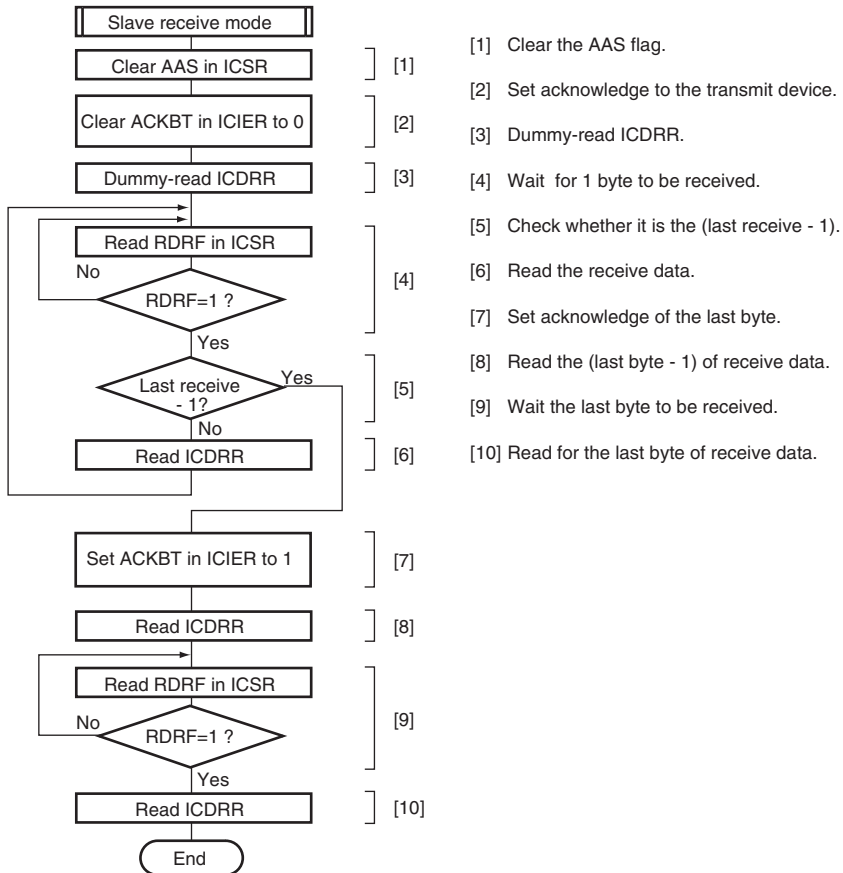 Slave receive mode
Clear AAS in ICSR
[1]
Clear ACKBT in ICIER to 0
[2]
Dummy-read ICDRR
[3]
Read RDRF in ICSR
No
RDRF=1 ?
[4]
Yes
Last receive
- 1?
Yes
[5]
No
Read ICDRR
[6]
Set ACKBT in ICIER to 1
[7]
Read ICDRR
[8]
Read RDRF in ICSR
No
RDRF=1 ?
[9]
Yes
Read ICDRR
[10]
End
[1] Clear the AAS flag.
[2] Set acknowledge to the transmit device.
[3] Dummy-read ICDRR.
[4] Wait for 1 byte to be received.
[5] Check whether it is the (last receive - 1).
[6] Read the receive data.
[7] Set acknowledge of the last byte.
[8] Read the (last byte - 1) of receive data.
[9] Wait the last byte to be received.
[10] Read for the last byte of receive data.